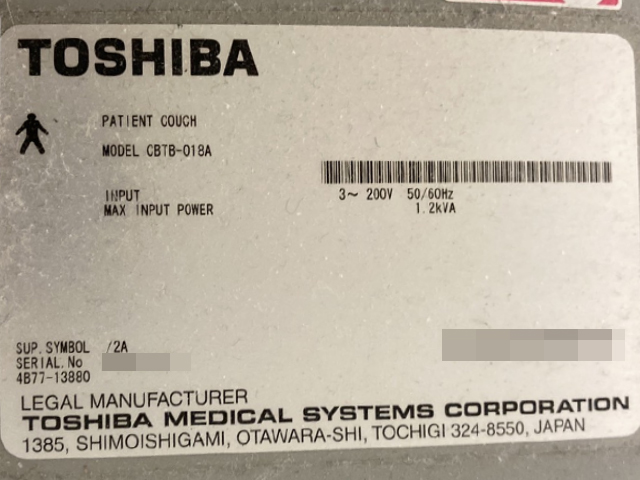 TOSHIBA
PATIENT COUCH
MODEL CBTB-018A
INPUT 3~ 200V 50/60Hz
MAX INPUT POWER 1.2kVA
SUP. SYMBOL /2A
SERIAL. No
4B77-13880
LEGAL MANUFACTURER
TOSHIBA MEDICAL SYSTEMS CORPORATION
1385, SHIMOISHIGAMI, OTAWARA-SHI, TOCHIGI 324-8550, JAPAN